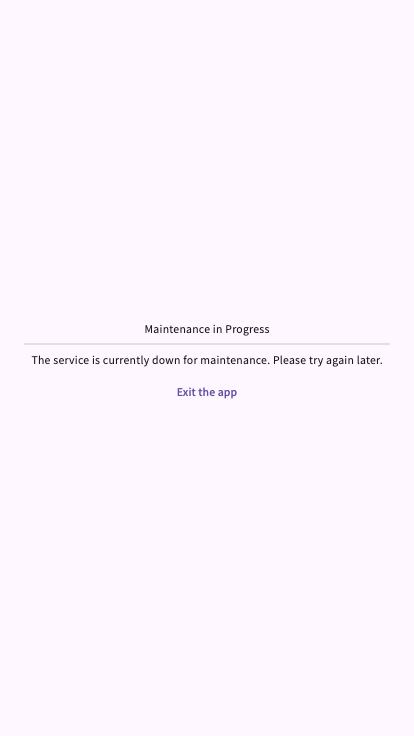 Maintenance in Progress
The service is currently down for maintenance. Please try again later.
Exit the app